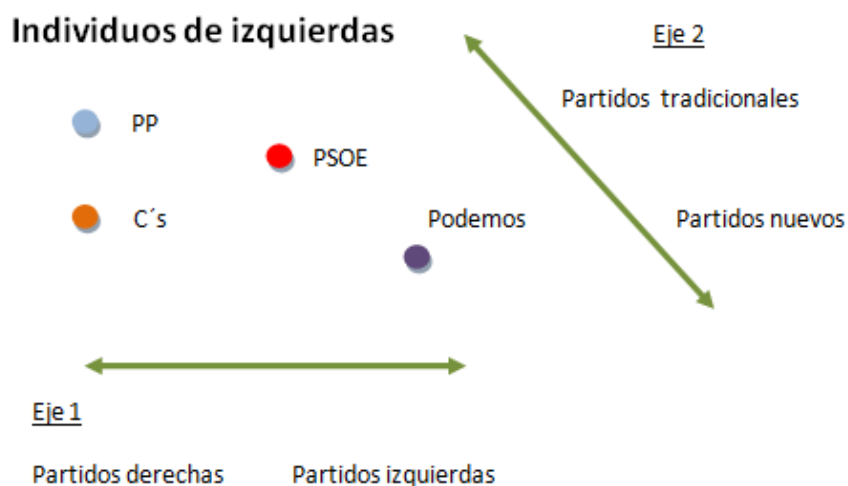 Individuos de izquierdas
Eje 2
Partidos tradicionales
PP
PSOE
C´s
Podemos
Partidos nuevos
Eje 1
Partidos derechas
Partidos izquierdas